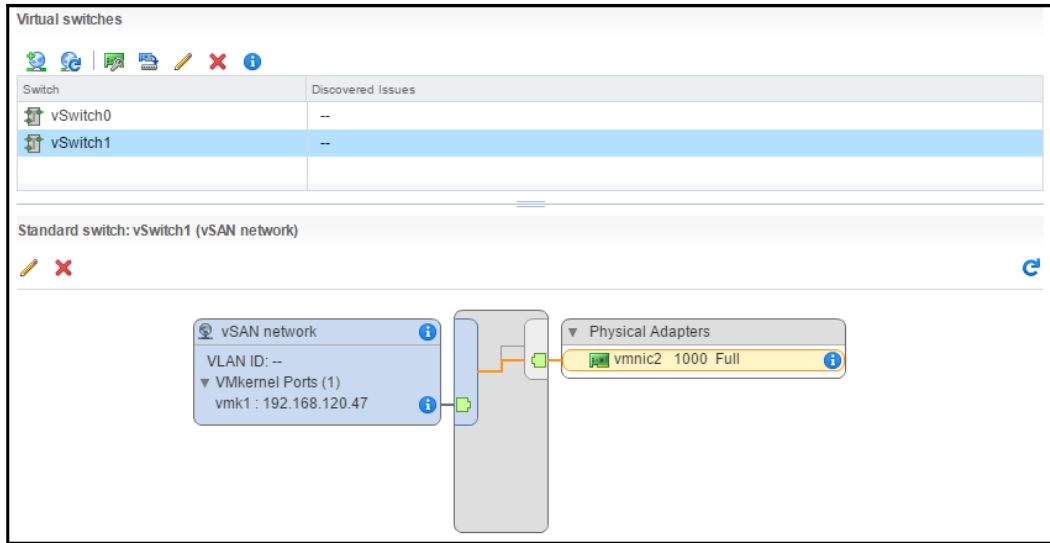 Virtual switches
Switch Discovered Issues
vSwitch0 --
vSwitch1 --
Standard switch: vSwitch1 (vSAN network)
vSAN network
VLAN ID: --
VMkernel Ports (1)
vmk1 : 192.168.120.47
Physical Adapters
vmnic2 1000 Full